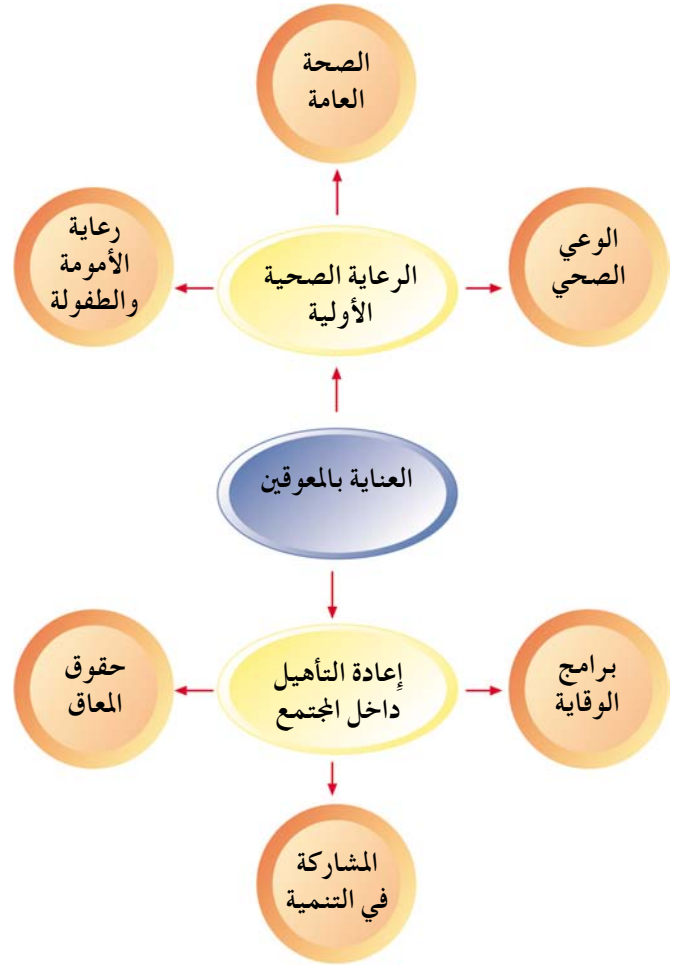 الصحة
العامة
الوعي
الصحي
الرعاية الصحية
الأولية
رعاية
الأمومة
والطفولة
العناية بالمعوقين
برامج
الوقاية
إعادة التأهيل
داخل المجتمع
حقوق
المعاق
المشاركة
في التنمية